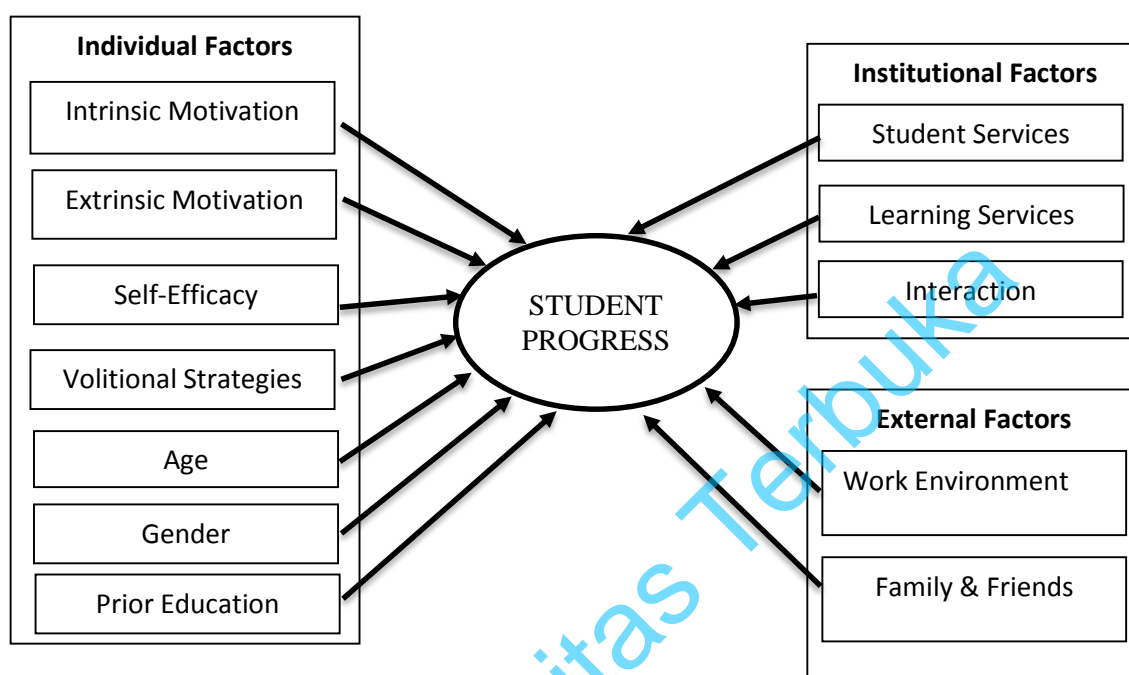 Individual Factors
Intrinsic Motivation
Extrinsic Motivation
Self-Efficacy
Volitional Strategies
Age
Gender
Prior Education
STUDENT
PROGRESS
Institutional Factors
Student Services
Learning Services
Interaction
External Factors
Work Environment
Family & Friends
itas Terbuka